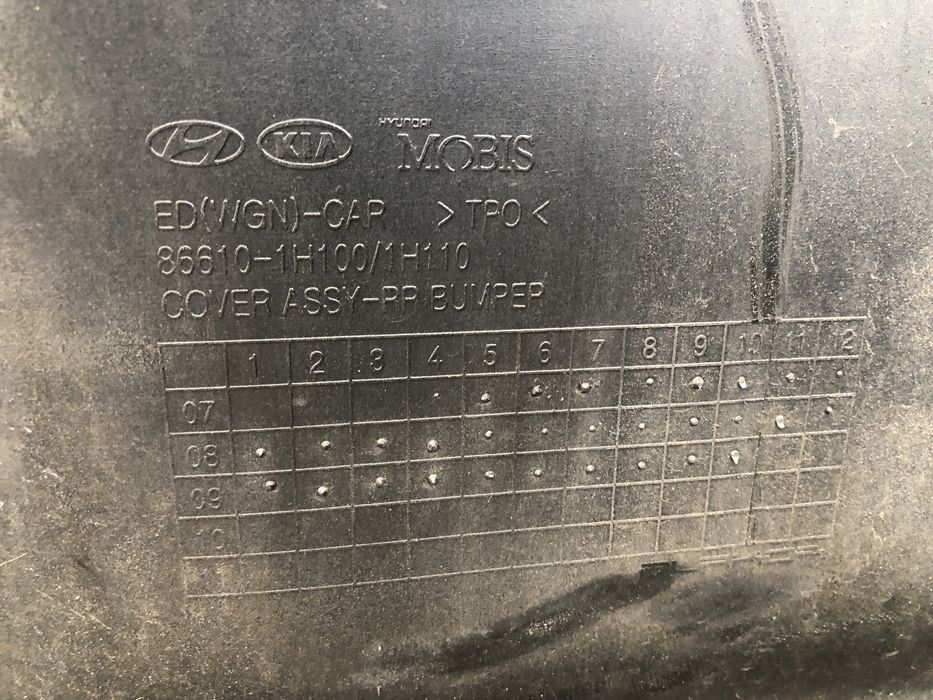 KIA HYUNDAI MOBIS
ED(WGN)-CAR >TPO<
86610-1H100/1H110
COVER ASSY-RR BUMPER
1 2 3 4 5 6 7 8 9 10 11 12
07
08
09
10